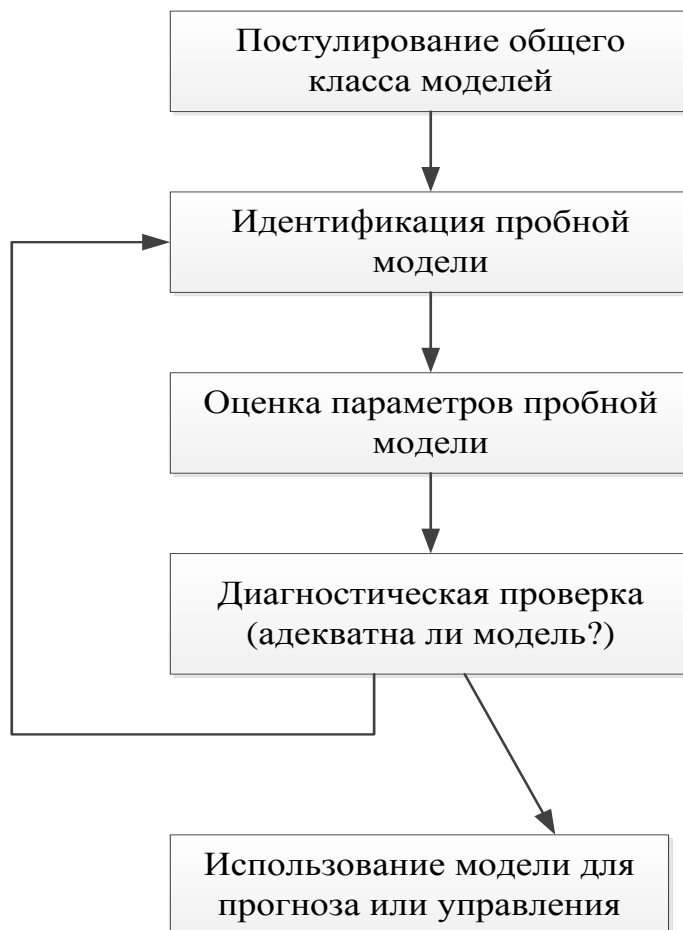 Постулирование общего
класса моделей
Идентификация пробной
модели
Оценка параметров пробной
модели
Диагностическая проверка
(адекватна ли модель?)
Использование модели для
прогноза или управления